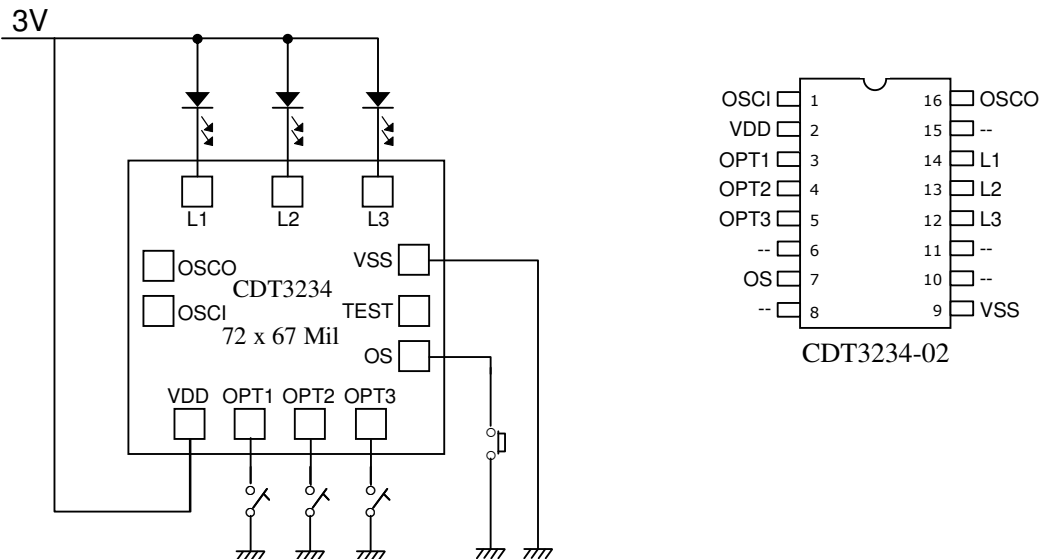 3V
L1 L2 L3
OSCO
VSS
CDT3234
OSCI
TEST
72 x 67 Mil
OS
VDD OPT1 OPT2 OPT3
OSCI 1 16 OSCO
VDD 2 15 --
OPT1 3 14 L1
OPT2 4 13 L2
OPT3 5 12 L3
-- 6 11 --
OS 7 10 --
-- 8 9 VSS
CDT3234-02